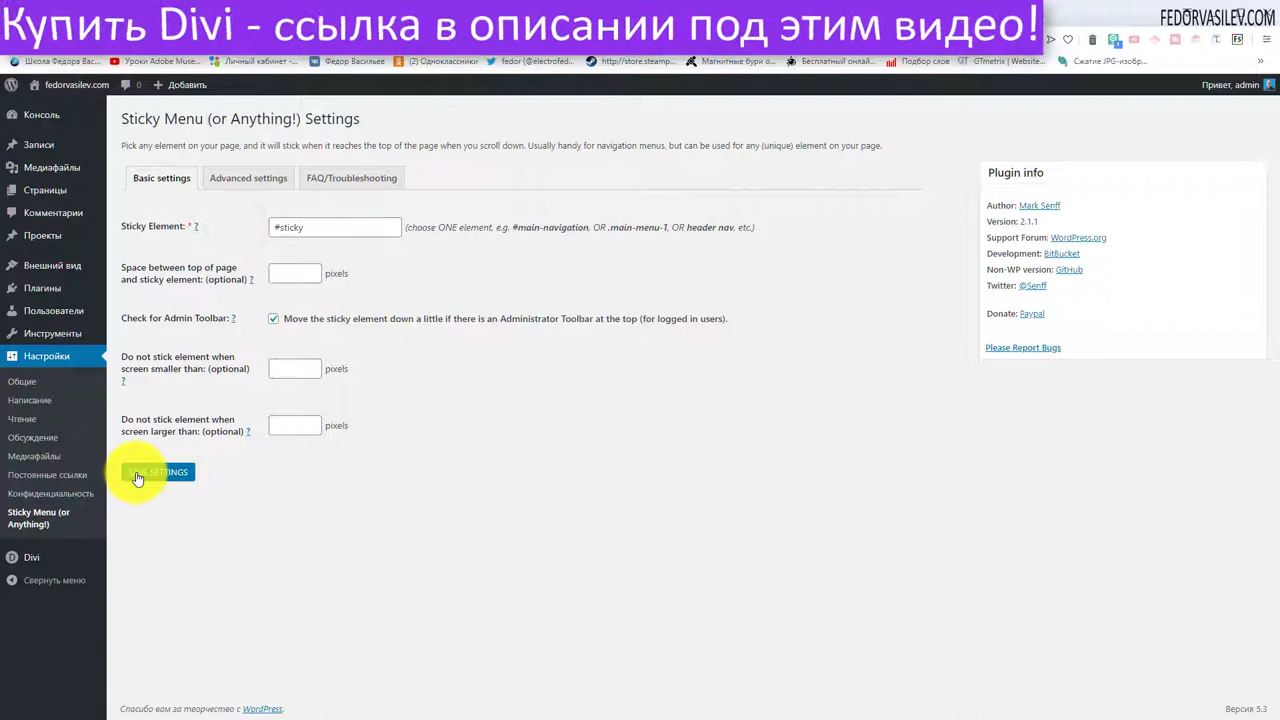 Купить Divi - ссылка в описании под этим видео!
FEDORVASILEV.COM
Школа Федора Вас...
Уроки Adobe Muse...
Личный кабинет -...
Федор Васильев
(2) Одноклассники
fedor (@electrofed...
http://store.steamp...
Магнитные бури о...
Бесплатный онлай...
Подбор слов
GTmetrix | Website...
Сжатие JPG-изобр...
fedorvasilev.com
0
Добавить
Привет, admin
Консоль
Записи
Медиафайлы
Страницы
Комментарии
Проекты
Внешний вид
Плагины
Пользователи
Инструменты
Настройки
Общие
Написание
Чтение
Обсуждение
Медиафайлы
Постоянные ссылки
Конфиденциальность
Sticky Menu (or
Anything!)
Divi
Свернуть меню
Sticky Menu (or Anything!) Settings
Pick any element on your page, and it will stick when it reaches the top of the page when you scroll down. Usually handy for navigation menus, but can be used for any (unique) element on your page.
Basic settings
Advanced settings
FAQ/Troubleshooting
Sticky Element: * ?
#sticky
(choose ONE element, e.g. #main-navigation, OR .main-menu-1, OR header nav, etc.)
Space between top of page
and sticky element: (optional) ?
pixels
Check for Admin Toolbar: ?
Move the sticky element down a little if there is an Administrator Toolbar at the top (for logged in users).
Do not stick element when
screen smaller than: (optional)
?
pixels
Do not stick element when
screen larger than: (optional) ?
pixels
SAVE SETTINGS
Plugin info
Author: Mark Senff
Version: 2.1.1
Support Forum: WordPress.org
Development: BitBucket
Non-WP version: GitHub
Twitter: @Senff
Donate: Paypal
Please Report Bugs
Спасибо вам за творчество с WordPress.
Версия 5.3